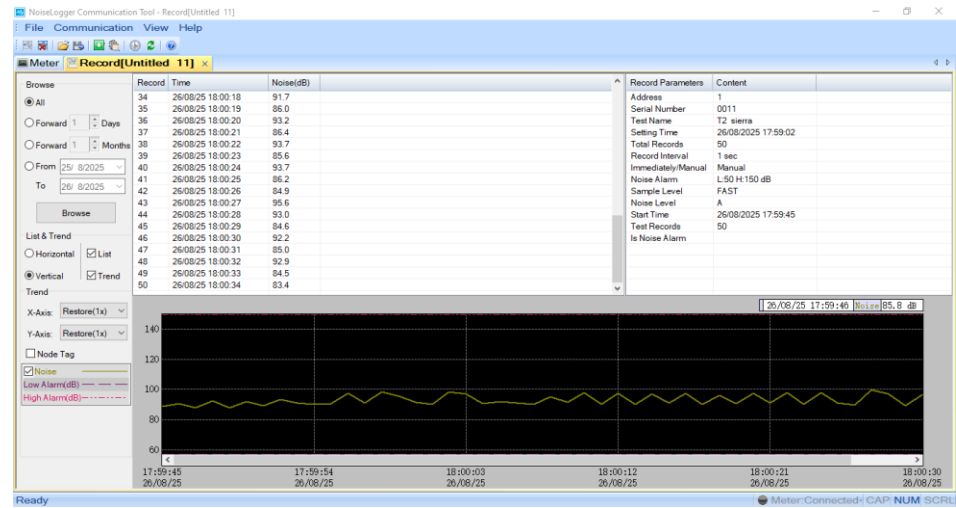 NoiseLogger Communication Tool - Record[Untitled 11]
File Communication View Help
Meter Record[Untitled 11] ×
Browse
All
Forward 1 Days
Forward 1 Months
From 25/ 8/2025
To 26/ 8/2025
Browse
List & Trend
Horizontal List
Vertical Trend
Trend
X-Axis: Restore(1x)
Y-Axis: Restore(1x)
Node Tag
Noise
Low Alarm(dB)
High Alarm(dB)
Record Time Noise(dB)
34 26/08/25 18:00:18 91.7
35 26/08/25 18:00:19 86.0
36 26/08/25 18:00:20 93.2
37 26/08/25 18:00:21 86.4
38 26/08/25 18:00:22 93.7
39 26/08/25 18:00:23 85.6
40 26/08/25 18:00:24 93.7
41 26/08/25 18:00:25 86.2
42 26/08/25 18:00:26 84.9
43 26/08/25 18:00:27 95.6
44 26/08/25 18:00:28 93.0
45 26/08/25 18:00:29 84.6
46 26/08/25 18:00:30 92.2
47 26/08/25 18:00:31 85.0
48 26/08/25 18:00:32 92.9
49 26/08/25 18:00:33 84.5
50 26/08/25 18:00:34 83.4
Record Parameters Content
Address 1
Serial Number 0011
Test Name T2 sierra
Setting Time 26/08/2025 17:59:02
Total Records 50
Record Interval 1 sec
Immediately/Manual Manual
Noise Alarm L:50 H:150 dB
Sample Level FAST
Noise Level A
Start Time 26/08/2025 17:59:45
Test Records 50
Is Noise Alarm
26/08/25 17:59:46 Noise 85.8 dB
140
120
100
80
60
17:59:45 17:59:54 18:00:03 18:00:12 18:00:21 18:00:30
26/08/25 26/08/25 26/08/25 26/08/25 26/08/25 26/08/25
Ready Meter:Connected CAP NUM SCRL